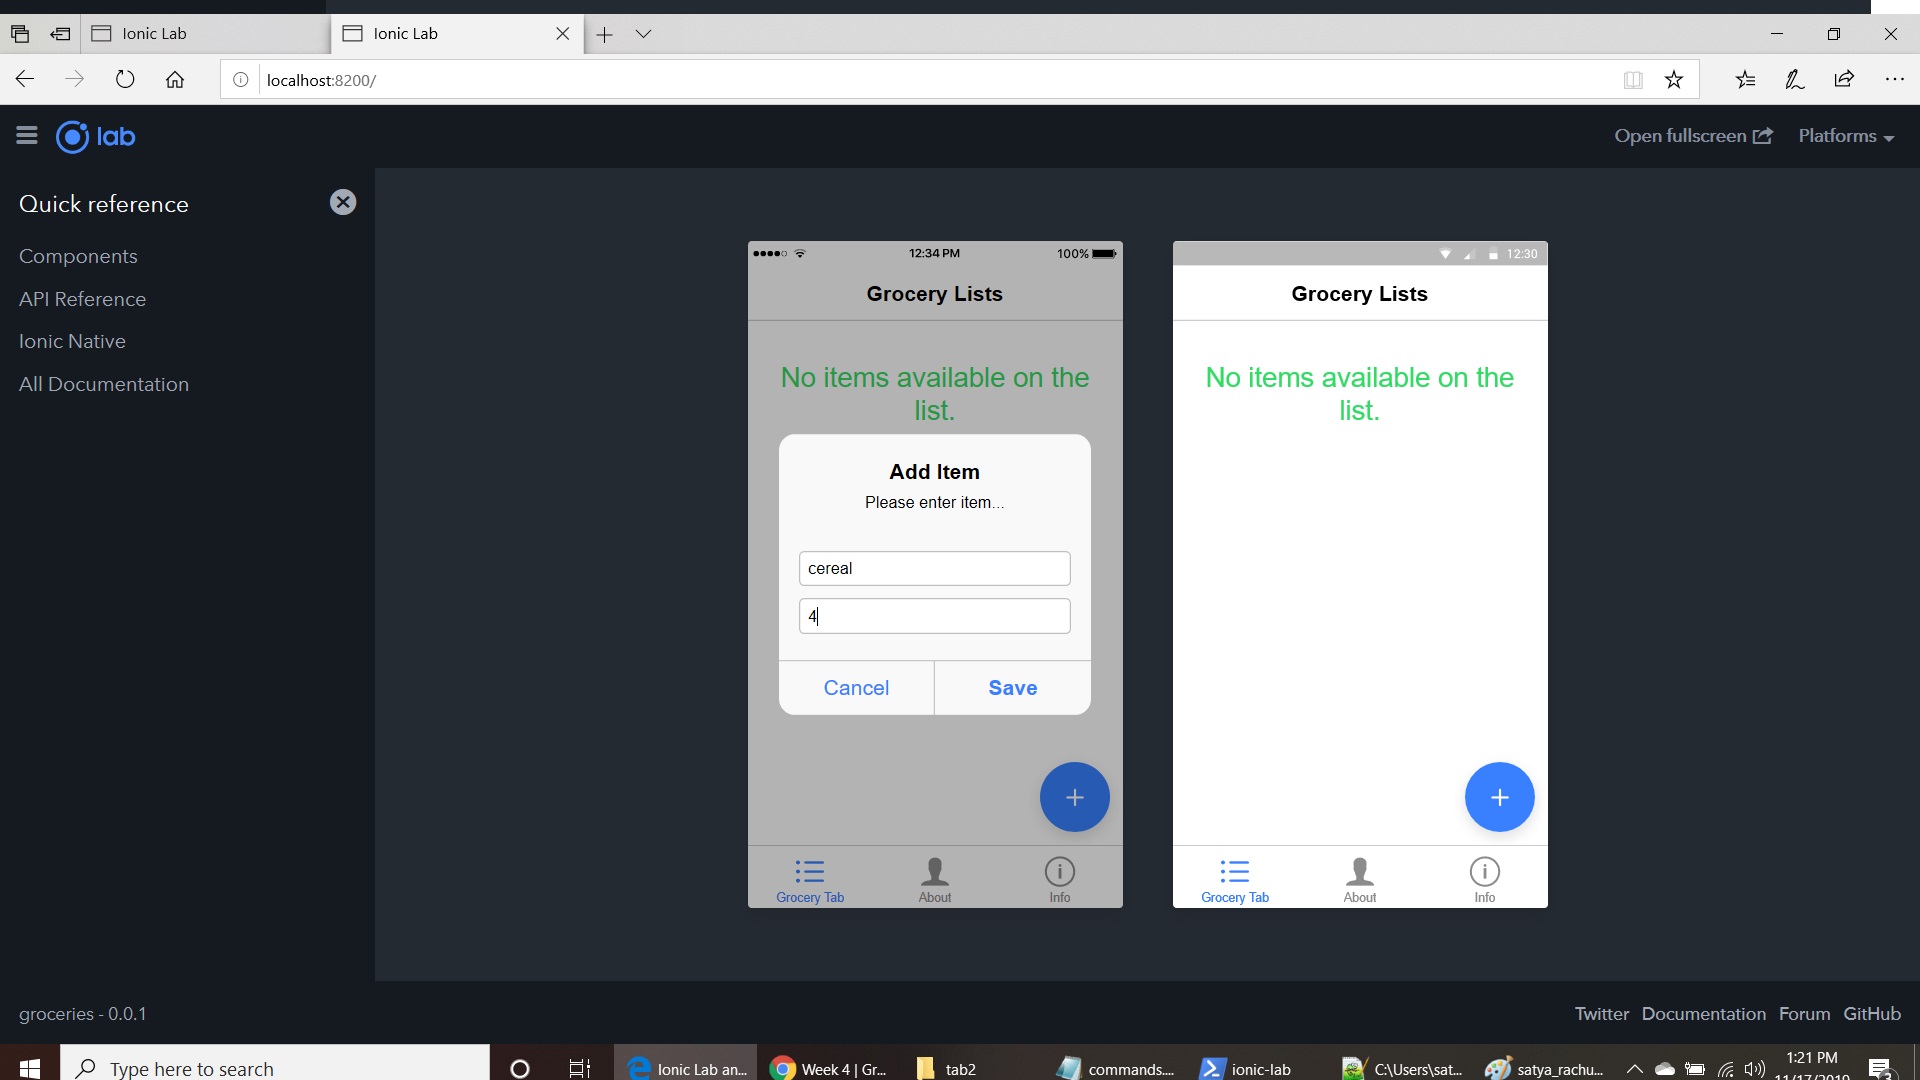 Ionic Lab
Ionic Lab
localhost:8200/
lab
Open fullscreen
Platforms
Quick reference
Components
API Reference
Ionic Native
All Documentation
12:34 PM
100%
Grocery Lists
No items available on the
list.
Add Item
Please enter item...
cereal
4
Cancel
Save
+
Grocery Tab
About
Info
12:30
Grocery Lists
No items available on the
list.
+
Grocery Tab
About
Info
groceries - 0.0.1
Twitter Documentation Forum GitHub
Type here to search
Ionic Lab an...
Week 4 | Gr...
tab2
commands....
ionic-lab
C:\Users\sat...
satya_rachu...
1:21 PM
11/17/2019
3